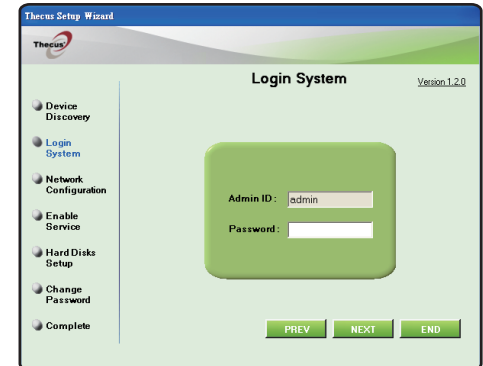 Thecus Setup Wizard
Thecus
Login System
Version 1.2.0
Device
Discovery
Login
System
Network
Configuration
Enable
Service
Hard Disks
Setup
Change
Password
Complete
Admin ID : admin
Password :
PREV NEXT END